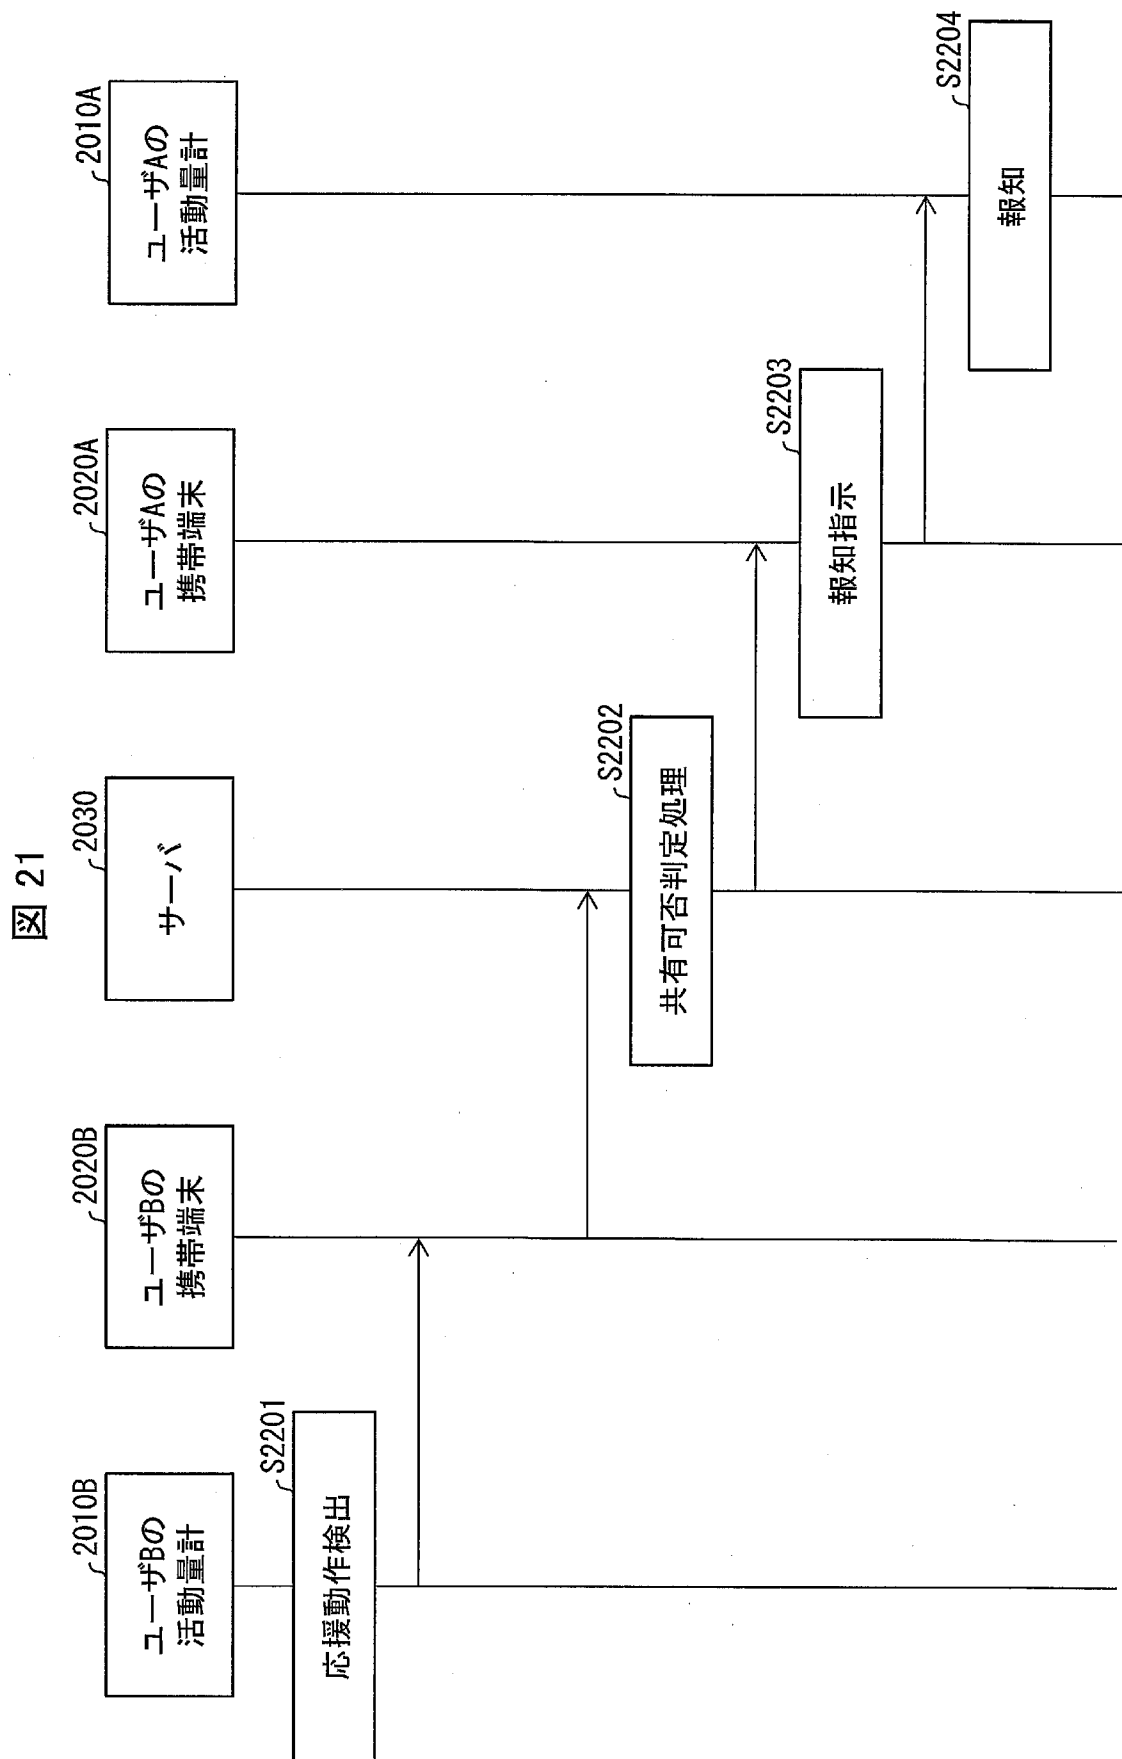 図 21
2010B
ユーザBの
活動量計
2020B
ユーザBの
携帯端末
2030
サーバ
2020A
ユーザAの
携帯端末
2010A
ユーザAの
活動量計
S2201
応援動作検出
S2202
共有可否判定処理
S2203
報知指示
S2204
報知